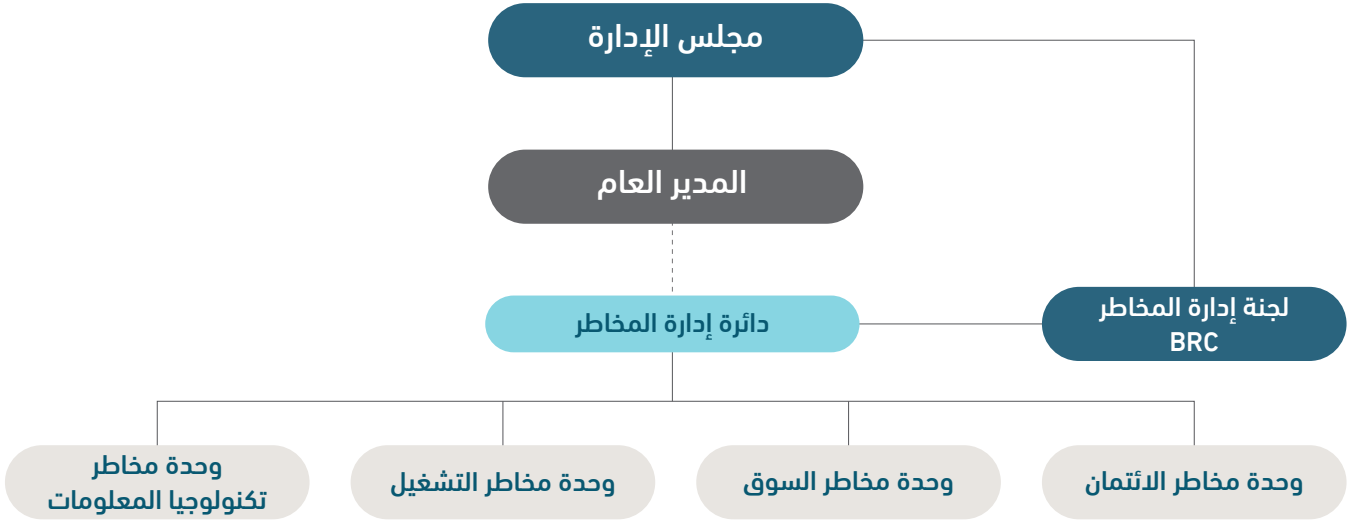 مجلس الإدارة
المدير العام
لجنة إدارة المخاطر
BRC
دائرة إدارة المخاطر
وحدة مخاطر الائتمان
وحدة مخاطر السوق
وحدة مخاطر التشغيل
وحدة مخاطر
تكنولوجيا المعلومات